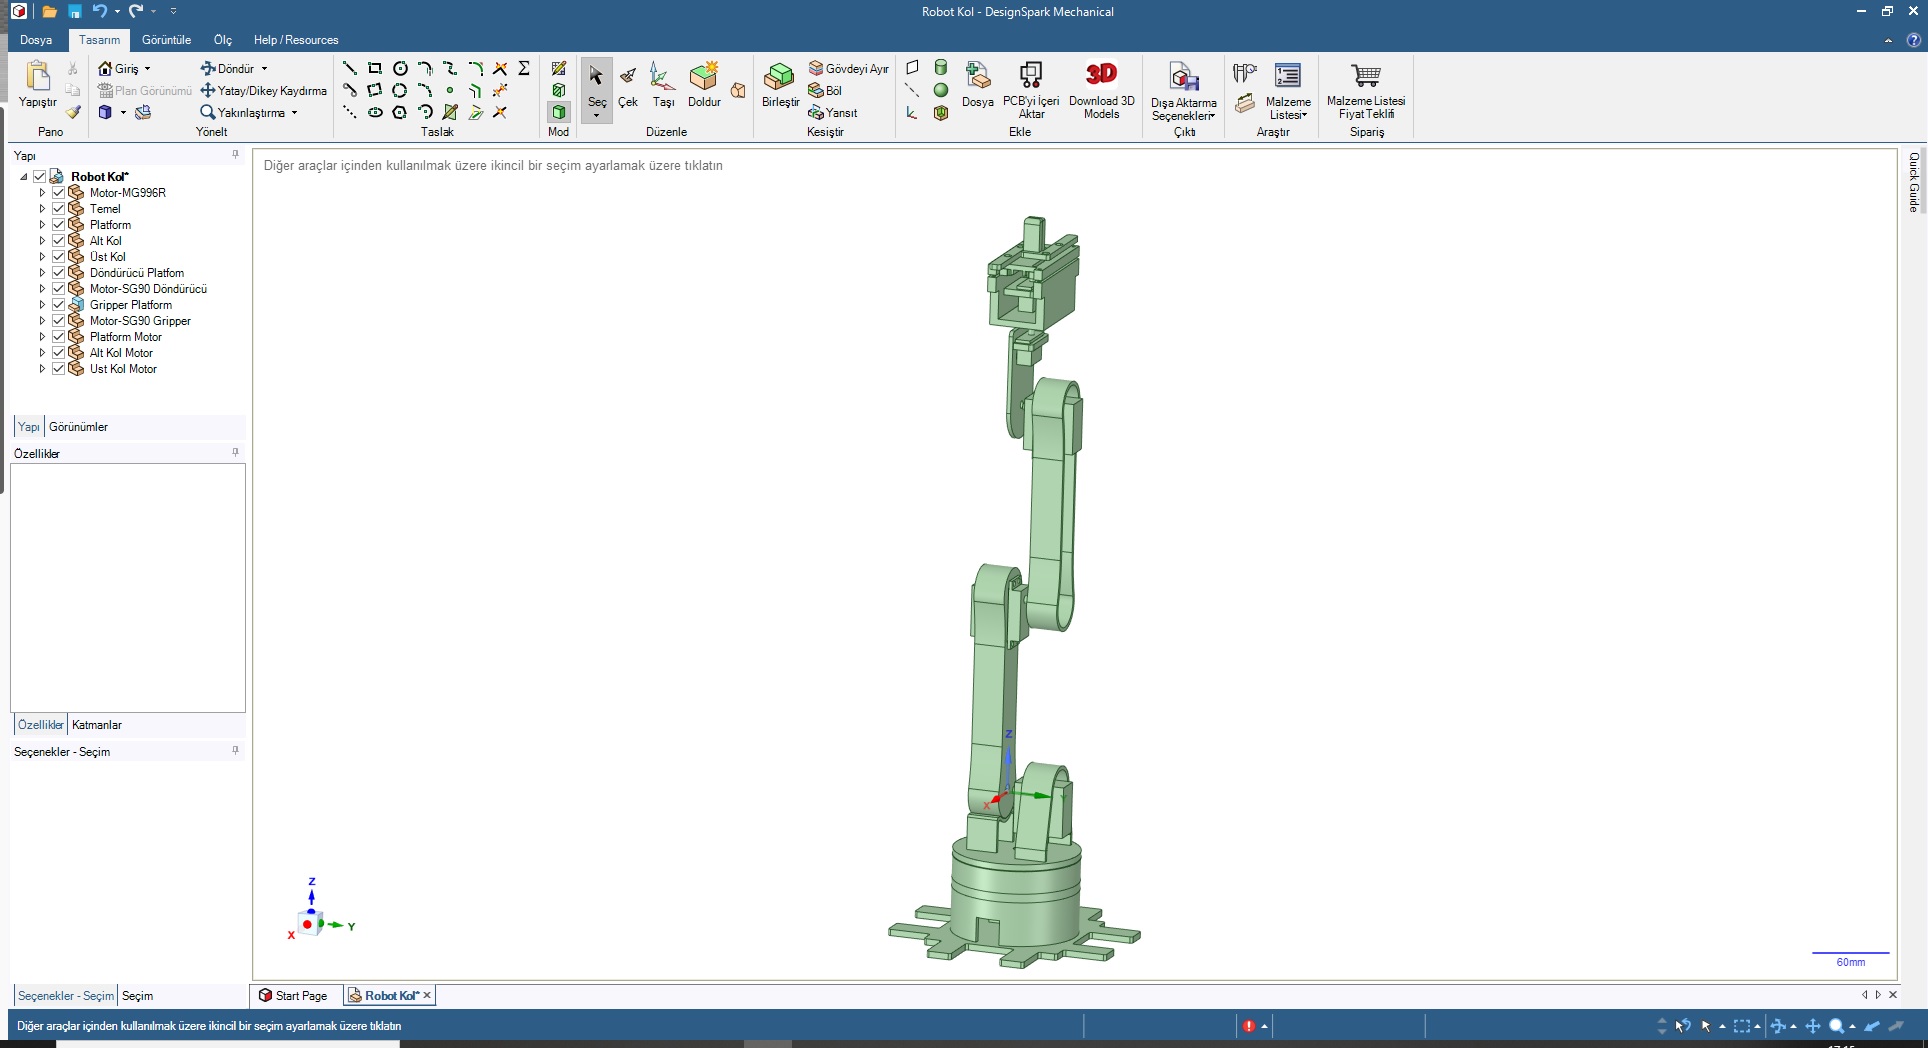 Robot Kol - DesignSpark Mechanical
Dosya Tasarım Görüntüle Ölç Help / Resources
Yapıştır
Pano
Giriş
Plan Görünümü
Döndür
Yatay/Dikey Kaydırma
Yakınlaştırma
Yönelt
Taslak
Mod
Seç Çek Taşı Doldur
Düzenle
Birleştir
Gövdeyi Ayır
Böl
Yansıt
Kesiştir
Dosya
PCB'yi İçeri
Aktar
3D
Download 3D
Models
Ekle
Dışa Aktarma
Seçenekleri
Çıktı
Malzeme
Listesi
Araştır
Malzeme Listesi
Fiyat Teklifi
Sipariş
Yapı
Robot Kol*
Motor-MG996R
Temel
Platform
Alt Kol
Üst Kol
Döndürücü Platfom
Motor-SG90 Döndürücü
Gripper Platform
Motor-SG90 Gripper
Platform Motor
Alt Kol Motor
Üst Kol Motor
Yapı Görünümler
Özellikler
Özellikler Katmanlar
Seçenekler - Seçim
Seçenekler - Seçim Seçim
Diğer araçlar içinden kullanılmak üzere ikincil bir seçim ayarlamak üzere tıklatın
Z
X
Y
Z
Y
X
60mm
Quick Guide
Start Page Robot Kol*
Diğer araçlar içinden kullanılmak üzere ikincil bir seçim ayarlamak üzere tıklatın